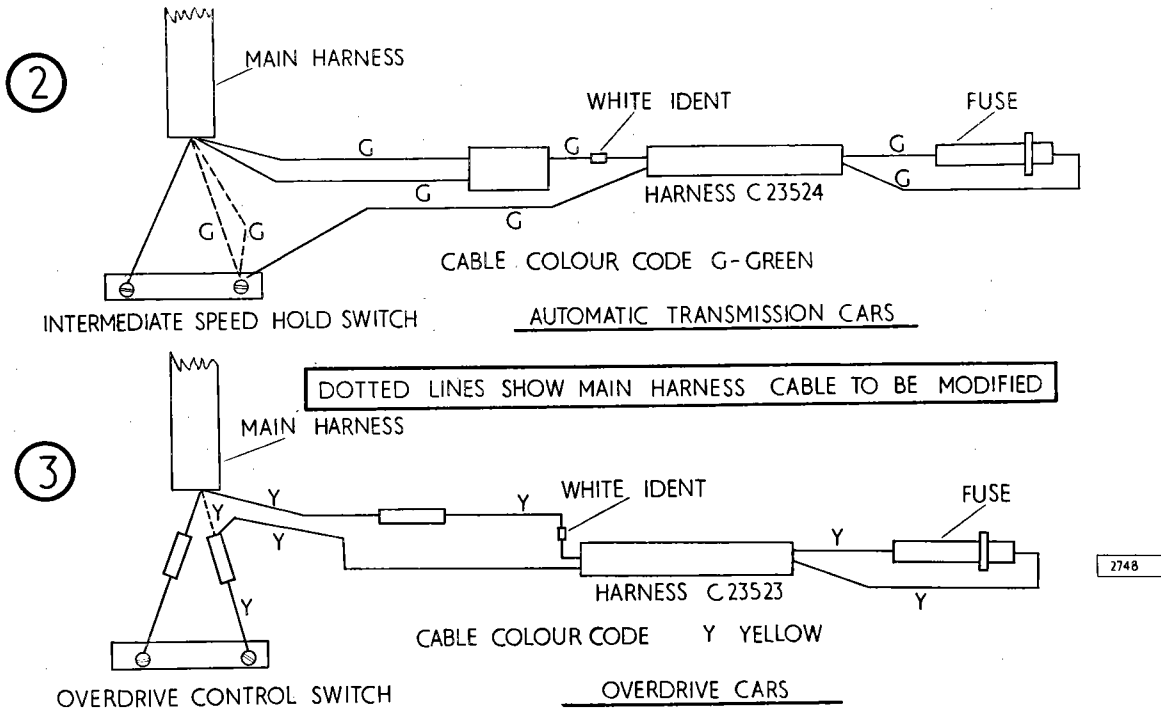 2
MAIN HARNESS
WHITE IDENT
FUSE
G
G
G
G
G
G
G
G
HARNESS C 23524
CABLE COLOUR CODE G-GREEN
INTERMEDIATE SPEED HOLD SWITCH
AUTOMATIC TRANSMISSION CARS
DOTTED LINES SHOW MAIN HARNESS CABLE TO BE MODIFIED
3
MAIN HARNESS
WHITE IDENT
FUSE
Y
Y
Y
Y
Y
Y
Y
2748
HARNESS C 23523
CABLE COLOUR CODE Y YELLOW
OVERDRIVE CONTROL SWITCH
OVERDRIVE CARS